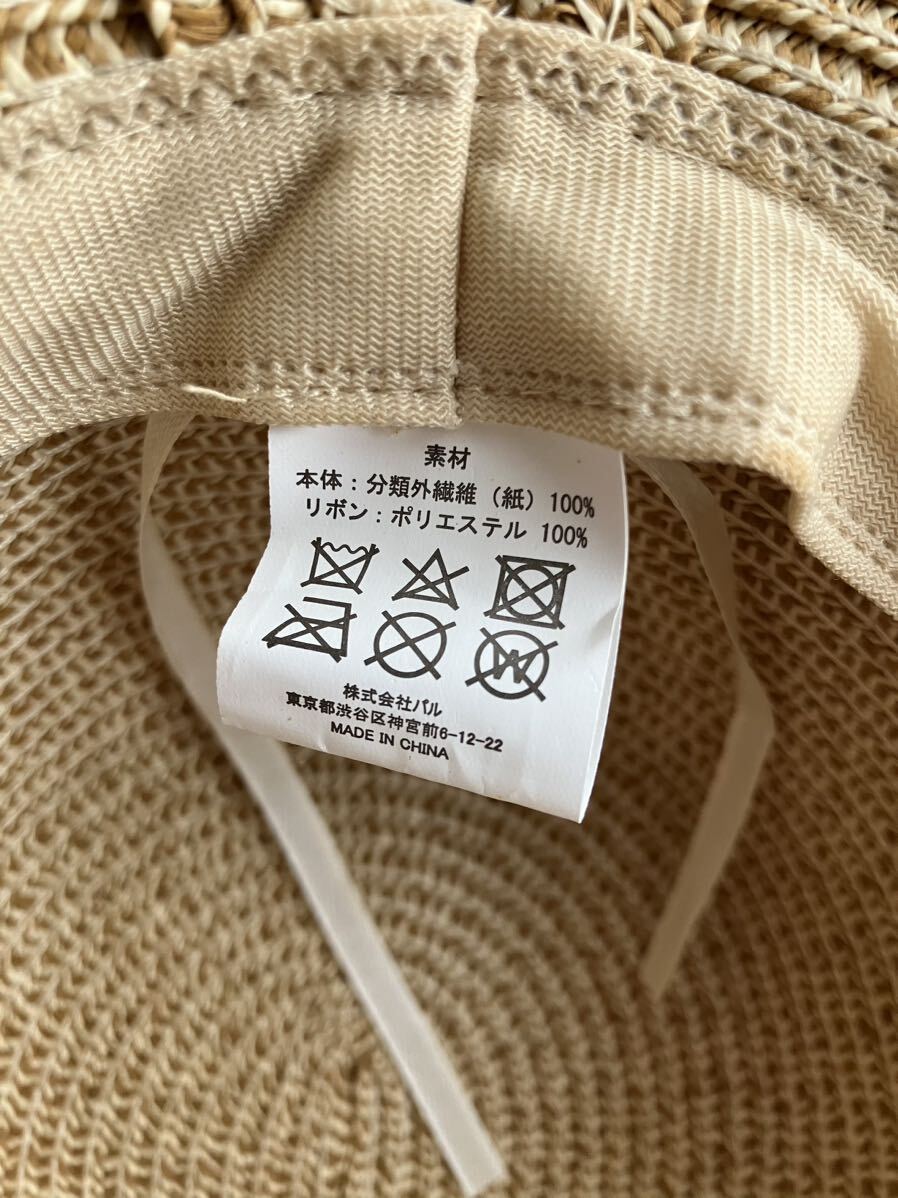 素材
本体：分類外繊維（紙）100%
リボン：ポリエステル 100%
W
株式会社パル
東京都渋谷区神宮前6-12-22
MADE IN CHINA